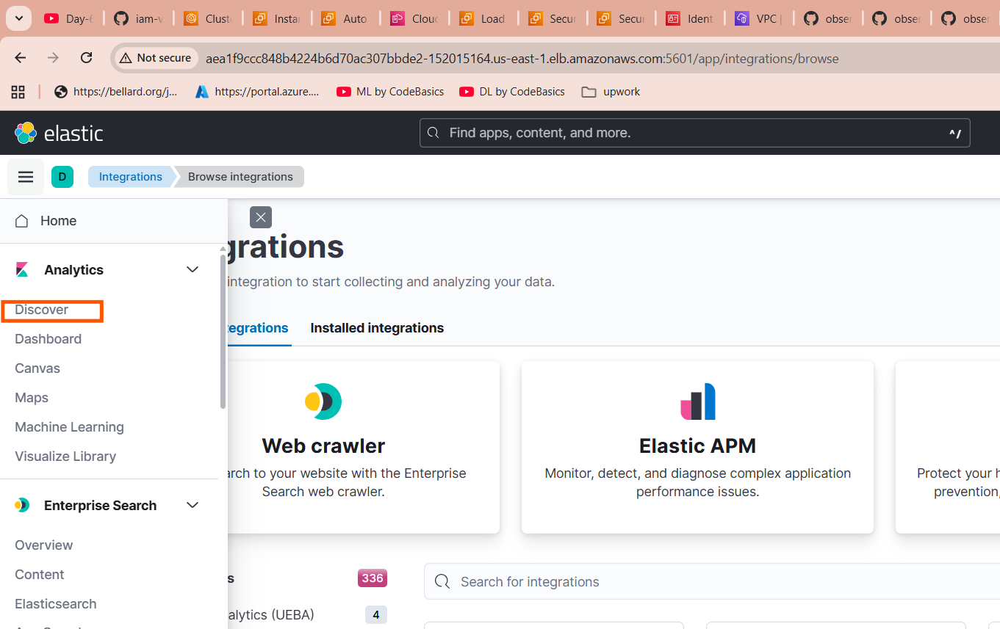 Day-6 iam-v Clust Instar Auto Clouc Load Secur Secur Ident VPC | obser obser obser
Not secure aea1f9ccc848b4224b6d70ac307bbde2-152015164.us-east-1.elb.amazonaws.com:5601/app/integrations/browse
https://bellard.org/j... https://portal.azure.... ML by CodeBasics DL by CodeBasics upwork
elastic Find apps, content, and more. ^/
D Integrations Browse integrations
Home
grations
Analytics
integration to start collecting and analyzing your data.
Discover
tegrations Installed integrations
Dashboard
Canvas
Maps
Machine Learning
Web crawler Elastic APM
Visualize Library
arch to your website with the Enterprise Monitor, detect, and diagnose complex application Protect your h
Search web crawler. performance issues. prevention,
Enterprise Search
Overview
Content
s 336 Search for integrations
Elasticsearch
alytics (UEBA) 4